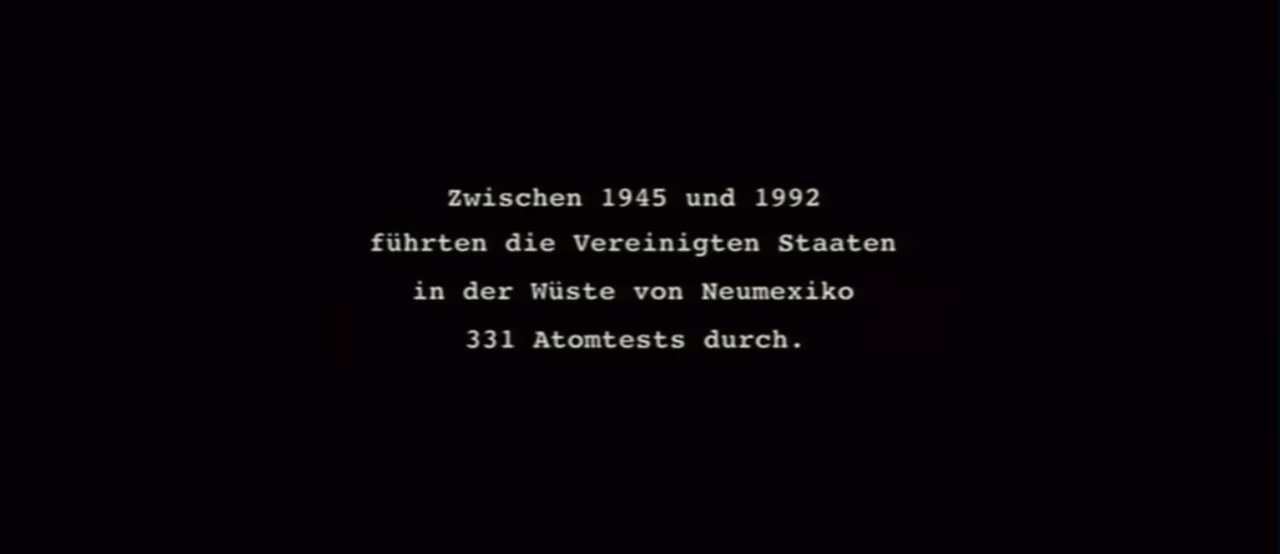 Zwischen 1945 und 1992
führten die Vereinigten Staaten
in der Wüste von Neumexiko
331 Atomtests durch.